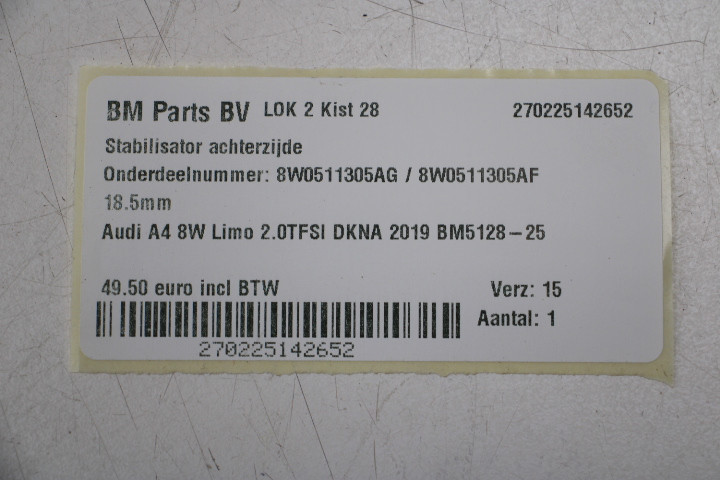 BM Parts BV LOK 2 Kist 28 270225142652
Stabilisator achterzijde
Onderdeelnummer: 8W0511305AG / 8W0511305AF
18.5mm
Audi A4 8W Limo 2.0TFSI DKNA 2019 BM5128-25
49.50 euro incl BTW Verz: 15
Aantal: 1
270225142652